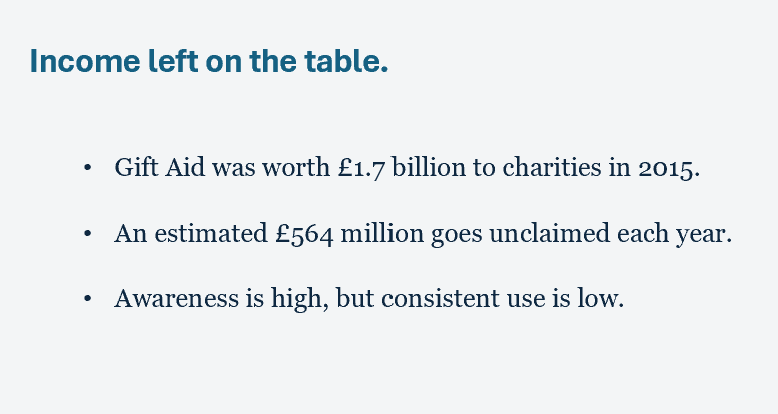 Income left on the table.
• Gift Aid was worth £1.7 billion to charities in 2015.
• An estimated £564 million goes unclaimed each year.
• Awareness is high, but consistent use is low.